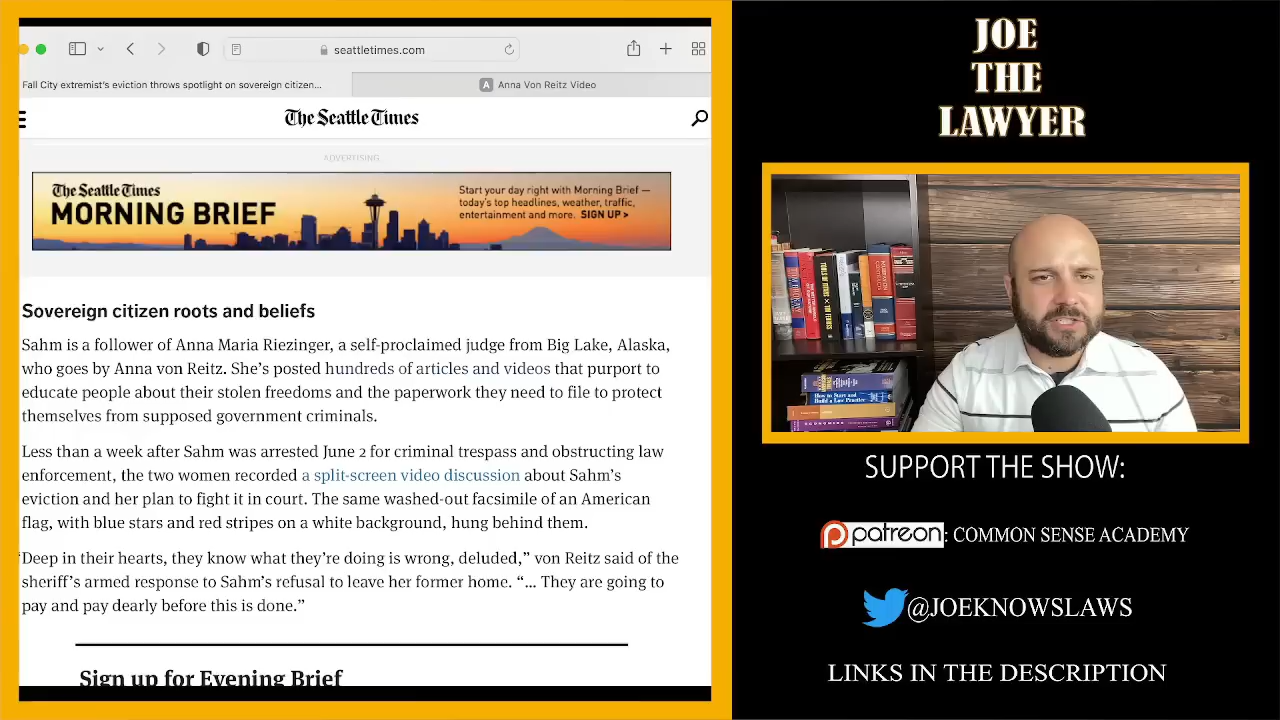 seattletimes.com
Fall City extremist's eviction throws spotlight on sovereign citizen...
Anna Von Reitz Video
The Seattle Times
ADVERTISING
The Seattle Times
MORNING BRIEF
Start your day right with Morning Brief —
today's top headlines, weather, traffic,
entertainment and more. SIGN UP >
Sovereign citizen roots and beliefs
Sahm is a follower of Anna Maria Riezinger, a self-proclaimed judge from Big Lake, Alaska,
who goes by Anna von Reitz. She's posted hundreds of articles and videos that purport to
educate people about their stolen freedoms and the paperwork they need to file to protect
themselves from supposed government criminals.
Less than a week after Sahm was arrested June 2 for criminal trespass and obstructing law
enforcement, the two women recorded a split-screen video discussion about Sahm's
eviction and her plan to fight it in court. The same washed-out facsimile of an American
flag, with blue stars and red stripes on a white background, hung behind them.
"Deep in their hearts, they know what they're doing is wrong, deluded," von Reitz said of the
sheriff's armed response to Sahm's refusal to leave her former home. "... They are going to
pay and pay dearly before this is done."
Sign up for Evening Brief
JOE
THE
LAWYER
How to Start and
Build a Law Practice
SUPPORT THE SHOW:
patreon: COMMON SENSE ACADEMY
@JOEKNOWSLAWS
LINKS IN THE DESCRIPTION